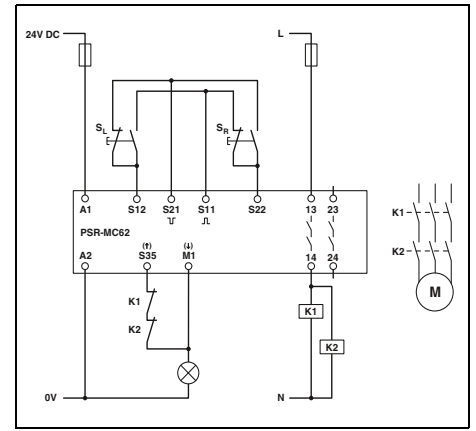 24V DC
L
SL
SR
A1 S12 S21 S11 S22 13 23
PSR-MC62
(↑) (↓)
A2 S35 M1 14 24
K1
K2
K1
K2
K1
K2
M
0V
N